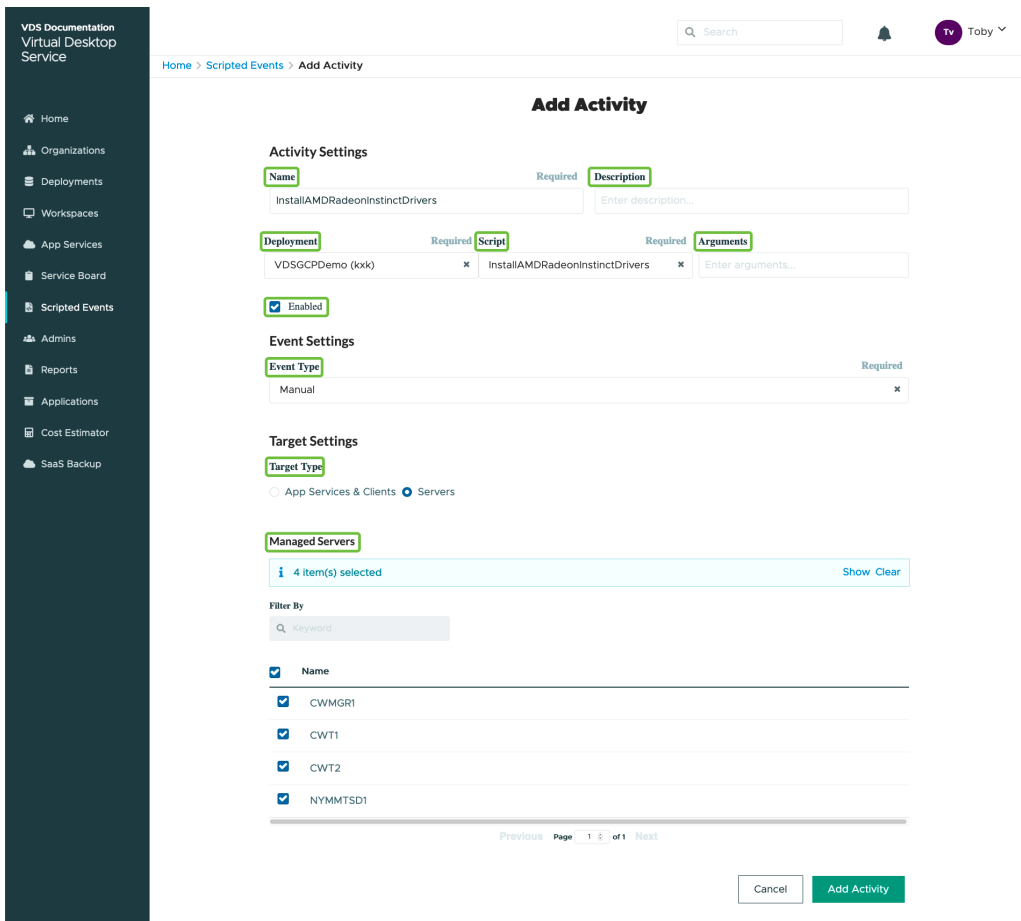 VDS Documentation
Virtual Desktop
Service
Search
Tv
Toby
Home > Scripted Events > Add Activity
Home
Organizations
Deployments
Workspaces
App Services
Service Board
Scripted Events
Admins
Reports
Applications
Cost Estimator
SaaS Backup
Add Activity
Activity Settings
Name Required Description
InstallAMDRadeonInstinctDrivers Enter description...
Deployment Required Script Required Arguments
VDSGCPDemo (kxk) InstallAMDRadeonInstinctDrivers Enter arguments...
Enabled
Event Settings
Event Type Required
Manual
Target Settings
Target Type
App Services & Clients Servers
Managed Servers
4 item(s) selected Show Clear
Filter By
Keyword
Name
CWMGR1
CWT1
CWT2
NYMMTSD1
Previous Page 1 of 1 Next
Cancel Add Activity